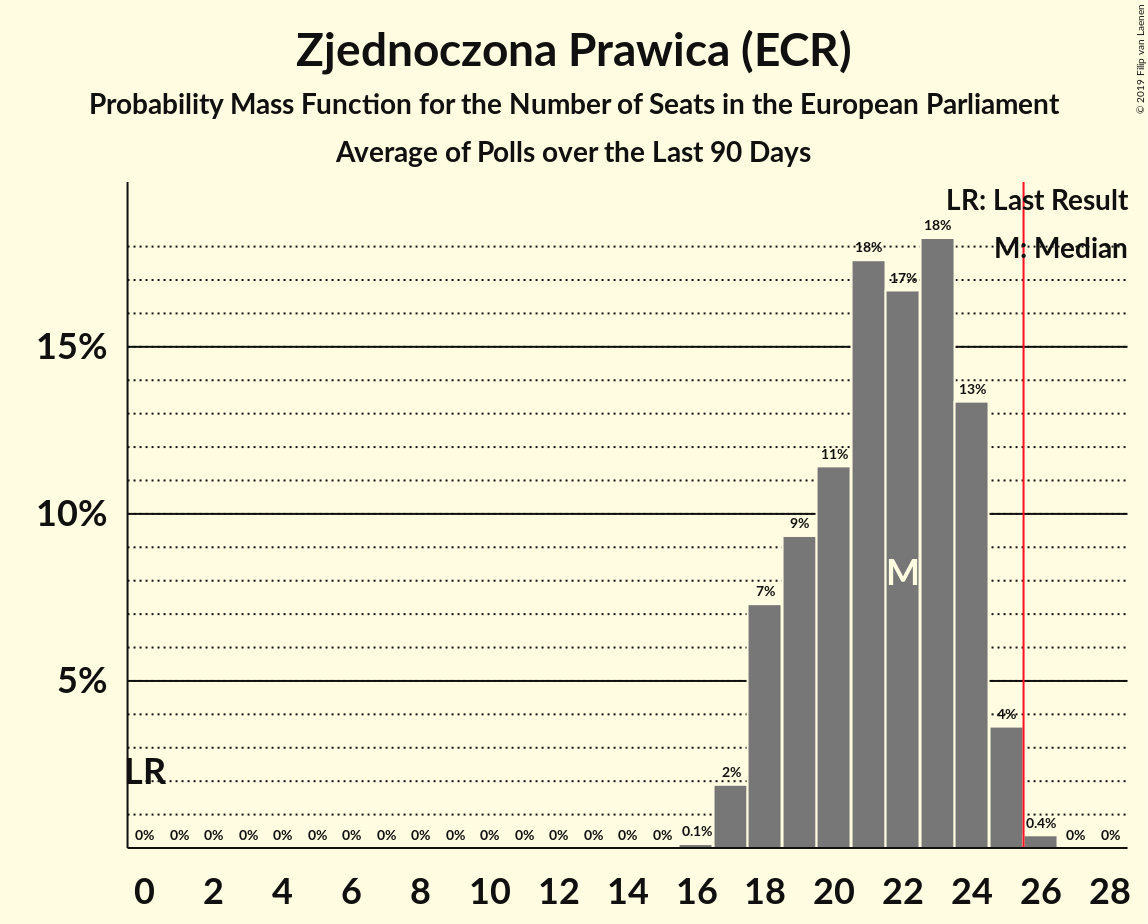 Zjednoczona Prawica (ECR)
Probability Mass Function for the Number of Seats in the European Parliament
Average of Polls over the Last 90 Days
© 2019 Filip van Laenen
LR: Last Result
M: Median
18%
18%
17%
15%
13%
11%
10%
9%
M
7%
5%
4%
LR
2%
0% 0% 0% 0% 0% 0% 0% 0% 0% 0% 0% 0% 0% 0% 0% 0% 0.1% 0.4% 0% 0%
0 2 4 6 8 10 12 14 16 18 20 22 24 26 28